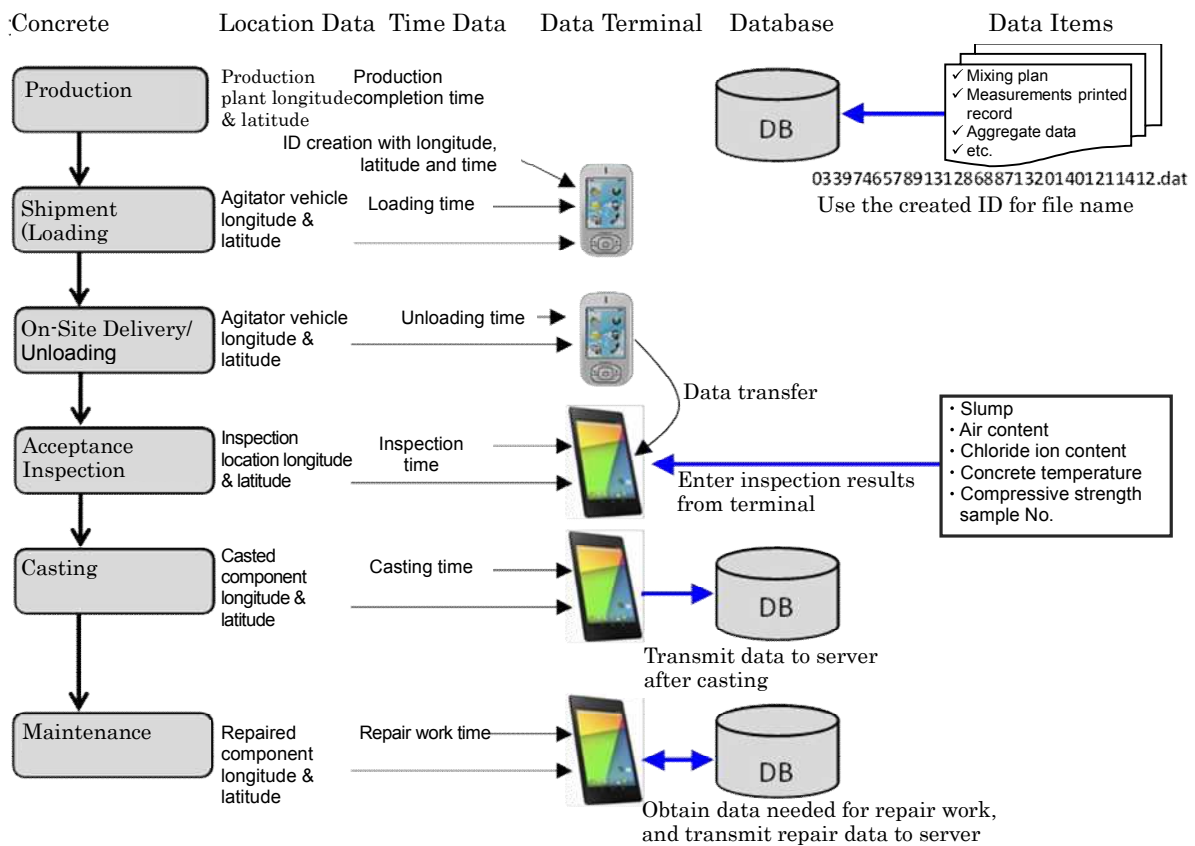 Concrete
Location Data
Time Data
Data Terminal
Database
Data Items
Production
Production
plant longitude
& latitude
Production
completion time
DB
✓ Mixing plan
✓ Measurements printed
record
✓ Aggregate data
✓ etc.
0339746578913128688713201401211412.dat
Use the created ID for file name
ID creation with longitude,
latitude and time
Shipment
(Loading
Agitator vehicle
longitude &
latitude
Loading time
On-Site Delivery/
Unloading
Agitator vehicle
longitude &
latitude
Unloading time
Data transfer
Acceptance
Inspection
Inspection
location longitude
& latitude
Inspection
time
Enter inspection results
from terminal
・Slump
・Air content
・Chloride ion content
・Concrete temperature
・Compressive strength
sample No.
Casting
Casted
component
longitude &
latitude
Casting time
DB
Transmit data to server
after casting
Maintenance
Repaired
component
longitude &
latitude
Repair work time
DB
Obtain data needed for repair work,
and transmit repair data to server